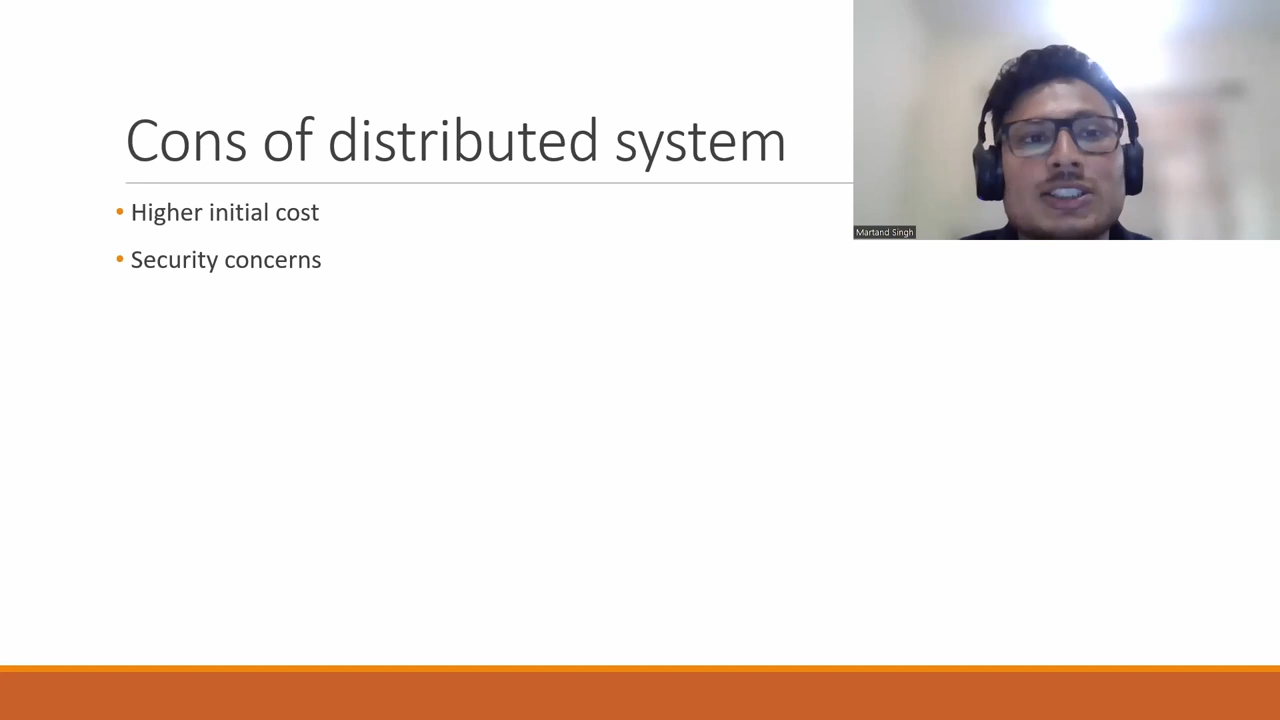 Cons of distributed system
• Higher initial cost
• Security concerns
Martand Singh